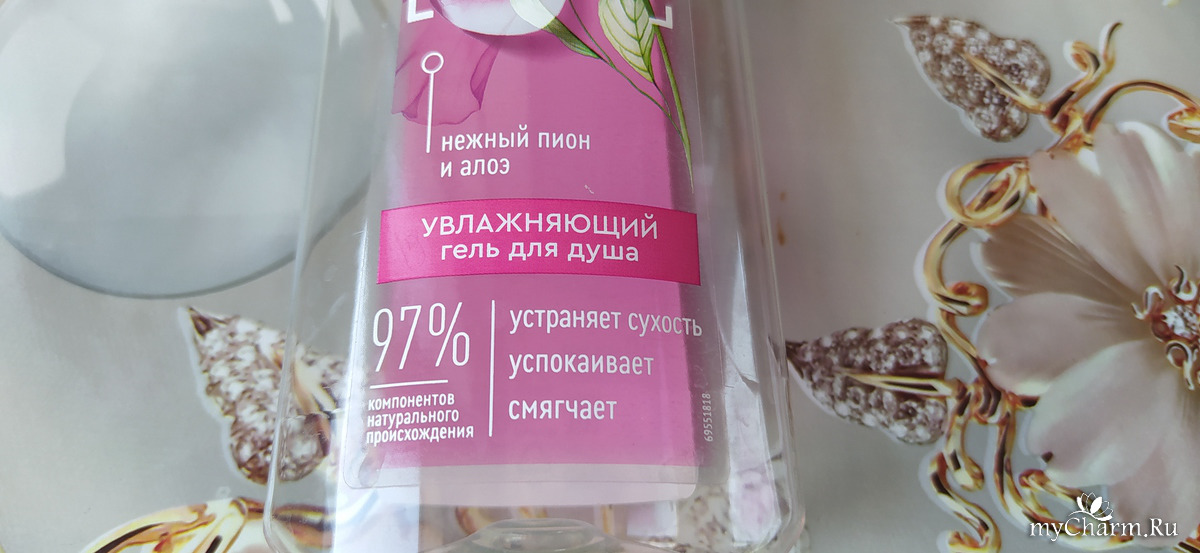 нежный пион
и алоэ
УВЛАЖНЯЮЩИЙ
гель для душа
97%
компонентов
натурального
происхождения
устраняет сухость
успокаивает
смягчает
69551818
myCharm.Ru